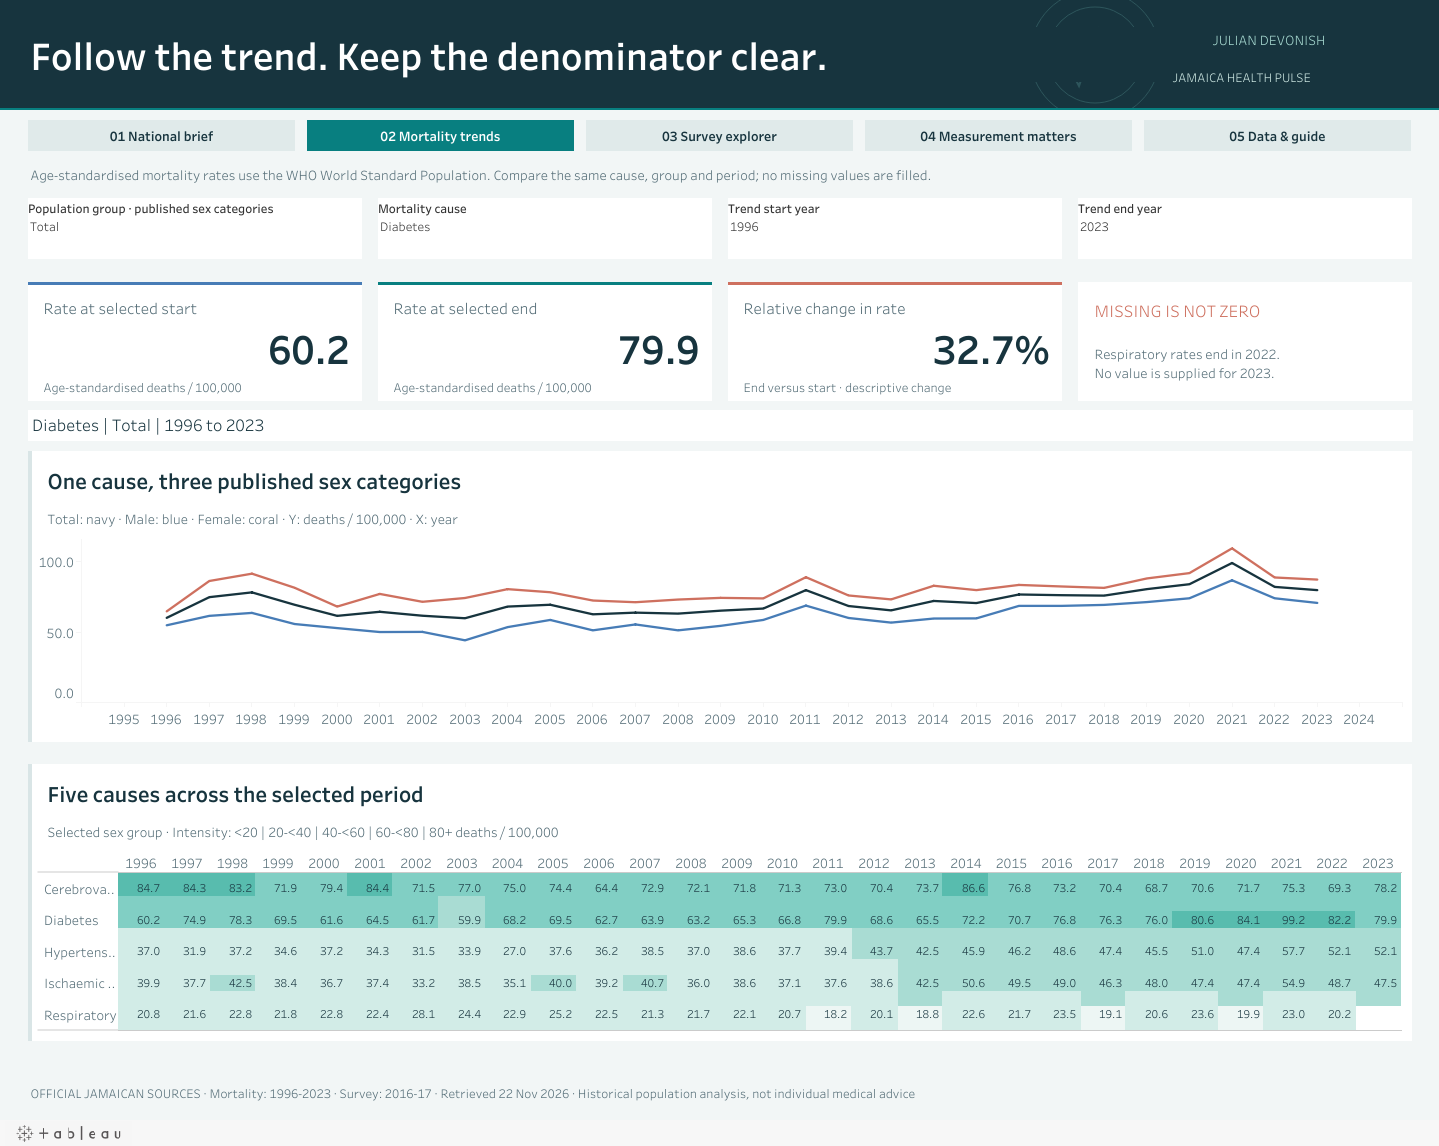 Follow the trend. Keep the denominator clear.
JULIAN DEVONISH
JAMAICA HEALTH PULSE
01 National brief
02 Mortality trends
03 Survey explorer
04 Measurement matters
05 Data & guide
Age-standardised mortality rates use the WHO World Standard Population. Compare the same cause, group and period; no missing values are filled.
Population group · published sex categories
Total
Mortality cause
Diabetes
Trend start year
1996
Trend end year
2023
Rate at selected start
60.2
Age-standardised deaths / 100,000
Rate at selected end
79.9
Age-standardised deaths / 100,000
Relative change in rate
32.7%
End versus start · descriptive change
MISSING IS NOT ZERO
Respiratory rates end in 2022.
No value is supplied for 2023.
Diabetes | Total | 1996 to 2023
One cause, three published sex categories
Total: navy · Male: blue · Female: coral · Y: deaths / 100,000 · X: year
100.0
50.0
0.0
1995 1996 1997 1998 1999 2000 2001 2002 2003 2004 2005 2006 2007 2008 2009 2010 2011 2012 2013 2014 2015 2016 2017 2018 2019 2020 2021 2022 2023 2024
Five causes across the selected period
Selected sex group · Intensity: <20 | 20-<40 | 40-<60 | 60-<80 | 80+ deaths / 100,000
1996 1997 1998 1999 2000 2001 2002 2003 2004 2005 2006 2007 2008 2009 2010 2011 2012 2013 2014 2015 2016 2017 2018 2019 2020 2021 2022 2023
Cerebrova.. 84.7 84.3 83.2 71.9 79.4 84.4 71.5 77.0 75.0 74.4 64.4 72.9 72.1 71.8 71.3 73.0 70.4 73.7 86.6 76.8 73.2 70.4 68.7 70.6 71.7 75.3 69.3 78.2
Diabetes 60.2 74.9 78.3 69.5 61.6 64.5 61.7 59.9 68.2 69.5 62.7 63.9 63.2 65.3 66.8 79.9 68.6 65.5 72.2 70.7 76.8 76.3 76.0 80.6 84.1 99.2 82.2 79.9
Hypertens.. 37.0 31.9 37.2 34.6 37.2 34.3 31.5 33.9 27.0 37.6 36.2 38.5 37.0 38.6 37.7 39.4 43.7 42.5 45.9 46.2 48.6 47.4 45.5 51.0 47.4 57.7 52.1 52.1
Ischaemic .. 39.9 37.7 42.5 38.4 36.7 37.4 33.2 38.5 35.1 40.0 39.2 40.7 36.0 38.6 37.1 37.6 38.6 42.5 50.6 49.5 49.0 46.3 48.0 47.4 47.4 54.9 48.7 47.5
Respiratory 20.8 21.6 22.8 21.8 22.8 22.4 28.1 24.4 22.9 25.2 22.5 21.3 21.7 22.1 20.7 18.2 20.1 18.8 22.6 21.7 23.5 19.1 20.6 23.6 19.9 23.0 20.2
OFFICIAL JAMAICAN SOURCES · Mortality: 1996-2023 · Survey: 2016-17 · Retrieved 22 Nov 2026 · Historical population analysis, not individual medical advice
tableau